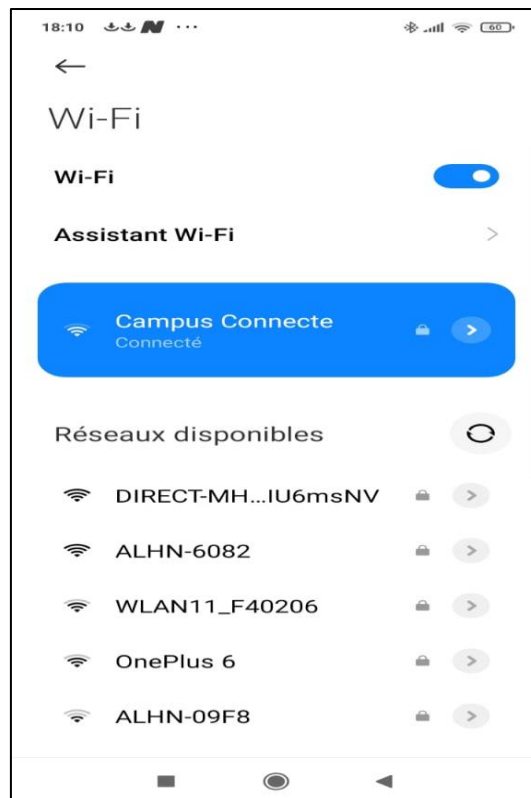 18:10
60
Wi-Fi
Wi-Fi
Assistant Wi-Fi
Campus Connecte
Connecté
Réseaux disponibles
DIRECT-MH...IU6msNV
ALHN-6082
WLAN11_F40206
OnePlus 6
ALHN-09F8